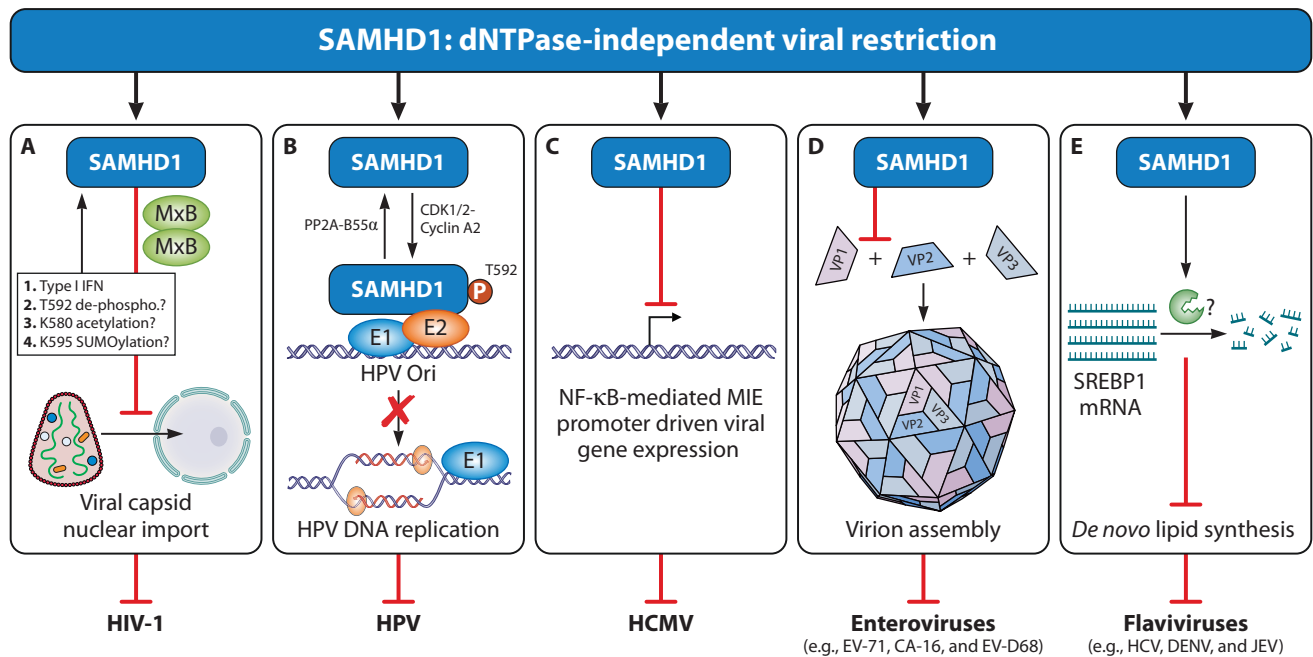 SAMHD1: dNTPase-independent viral restriction
A
SAMHD1
MxB
MxB
1. Type I IFN
2. T592 de-phospho.?
3. K580 acetylation?
4. K595 SUMOylation?
Viral capsid
nuclear import
HIV-1
B
SAMHD1
PP2A-B55α
CDK1/2-
Cyclin A2
T592
SAMHD1
P
E1
E2
HPV Ori
E1
HPV DNA replication
HPV
C
SAMHD1
NF-κB-mediated MIE
promoter driven viral
gene expression
HCMV
D
SAMHD1
VP1 + VP2 + VP3
VP1
VP3
VP2
Virion assembly
Enteroviruses
(e.g., EV-71, CA-16, and EV-D68)
E
SAMHD1
?
SREBP1
mRNA
De novo lipid synthesis
Flaviviruses
(e.g., HCV, DENV, and JEV)